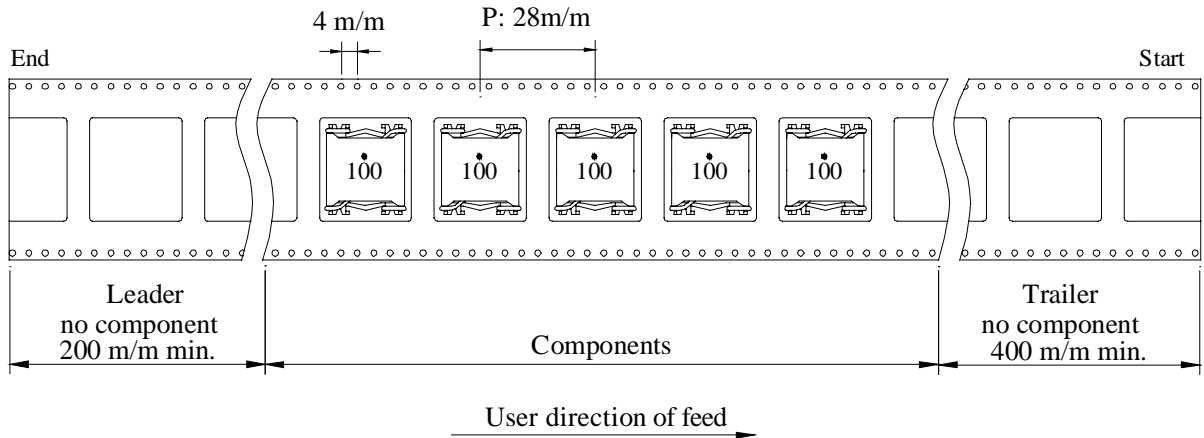 4 m/m
P: 28m/m
End
Start
100
100
100
100
100
Leader
no component
200 m/m min.
Components
Trailer
no component
400 m/m min.
User direction of feed